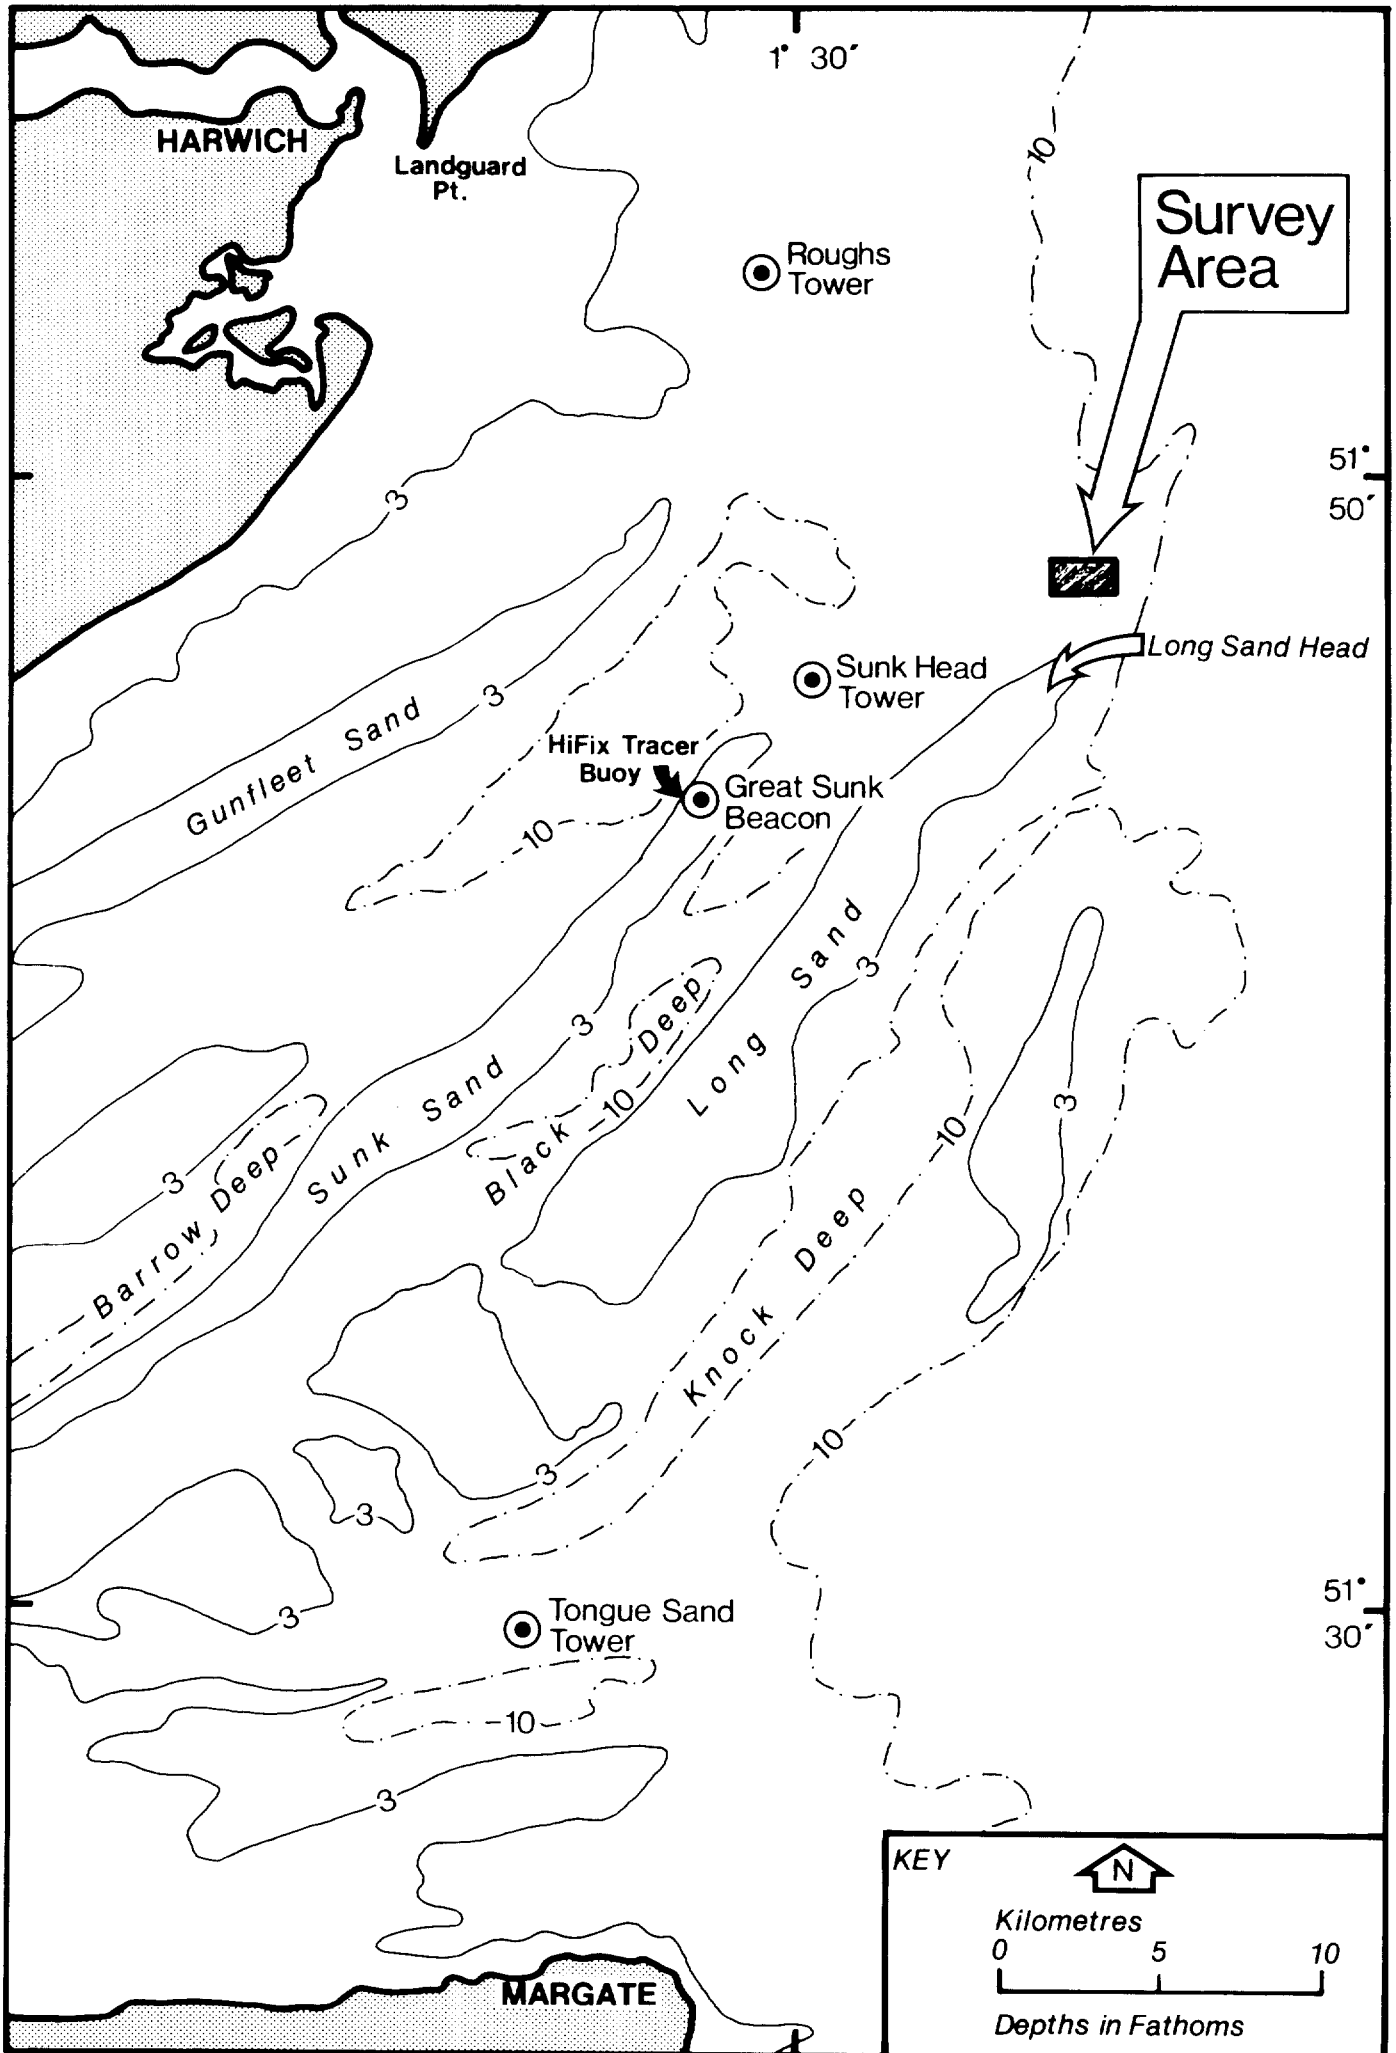 1° 30′
HARWICH
Landguard
Pt.
10
Survey
Area
Roughs
Tower
51°
50′
3
Long Sand Head
Sunk Head
Tower
3
Gunfleet Sand
HiFix Tracer
Buoy
Great Sunk
Beacon
10
Long Sand
3
3
Black Deep
10
Sunk Sand
3
10
3
Barrow Deep
Knock Deep
10
3
3
51°
30′
3
Tongue Sand
Tower
10
3
KEY
N
Kilometres
0 5 10
Depths in Fathoms
MARGATE